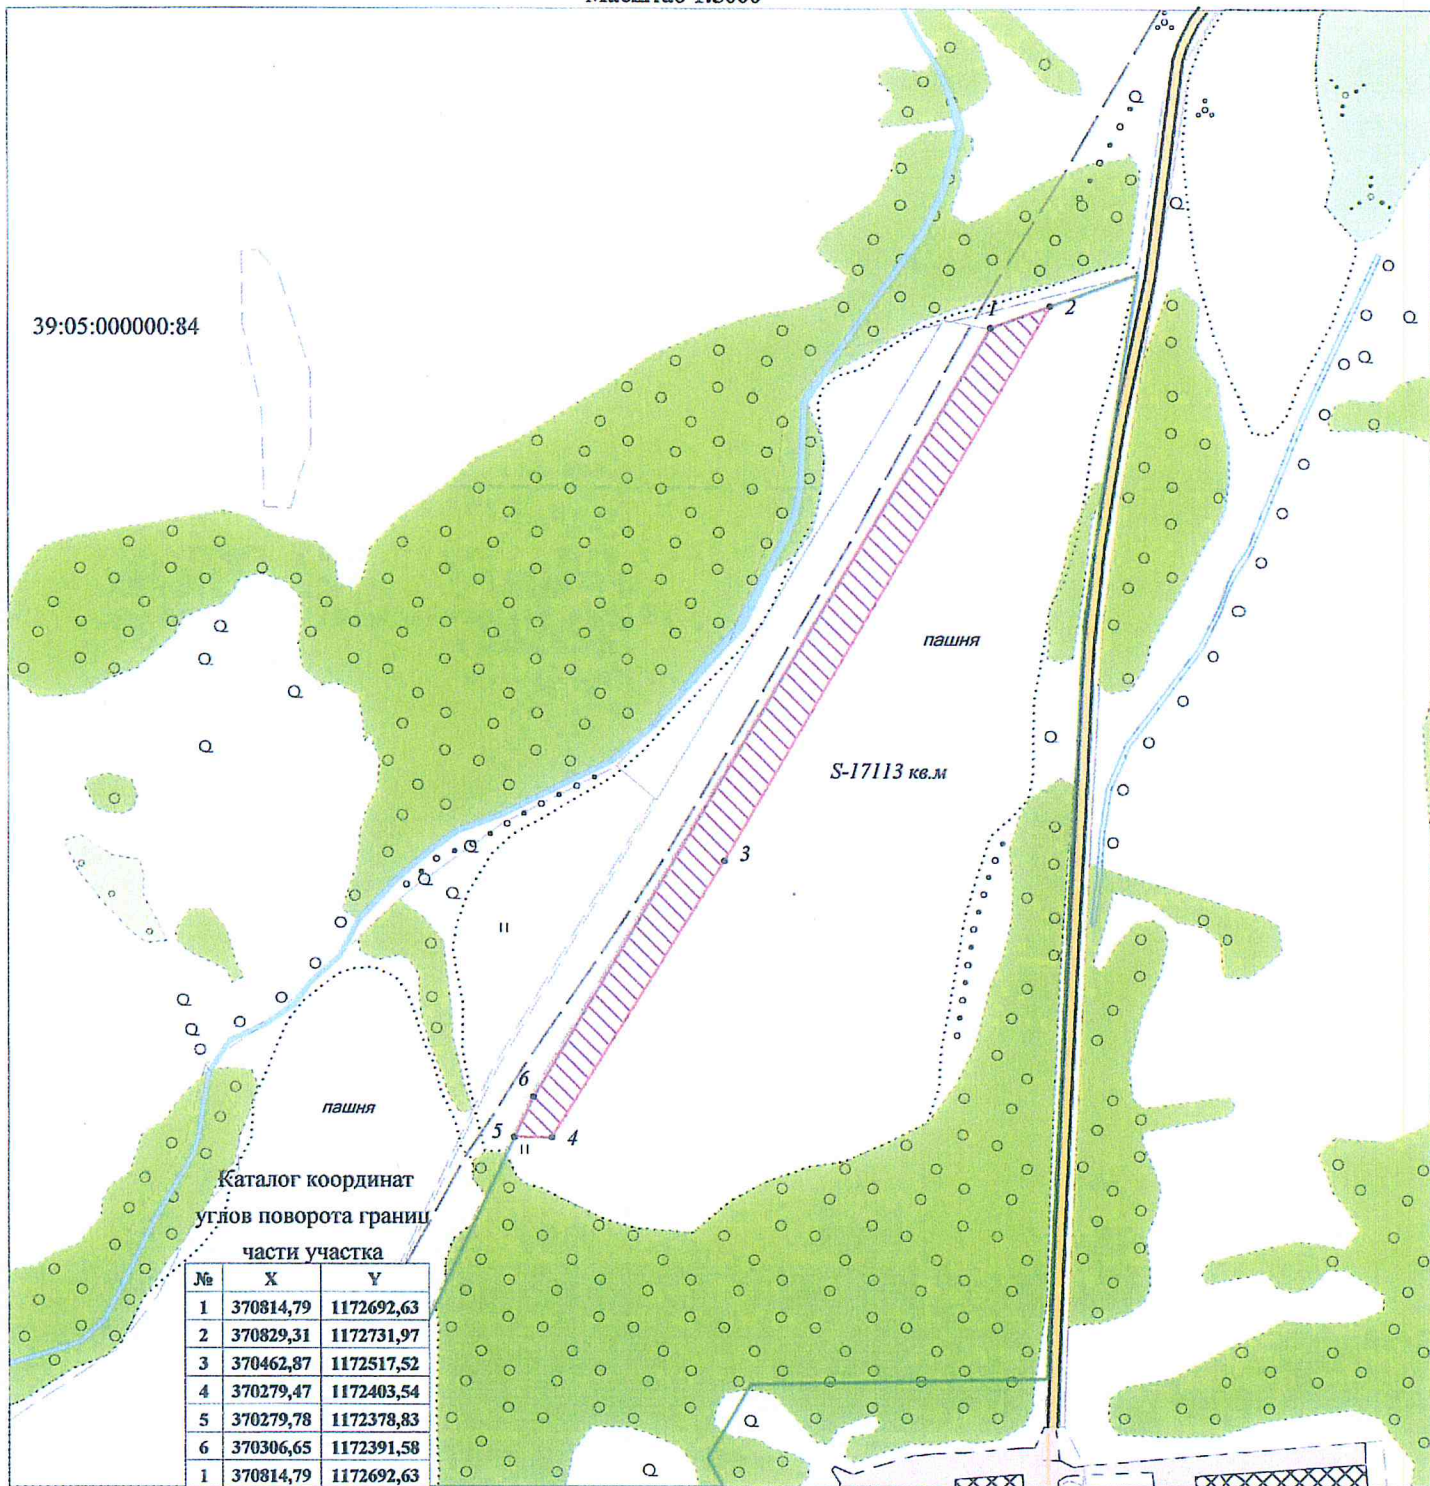 39:05:000000:84
1
2
пашня
S-17113 кв.м
3
6
5
4
пашня
Каталог координат
углов поворота границ
части участка
№ X Y
1 370814,79 1172692,63
2 370829,31 1172731,97
3 370462,87 1172517,52
4 370279,47 1172403,54
5 370279,78 1172378,83
6 370306,65 1172391,58
1 370814,79 1172692,63